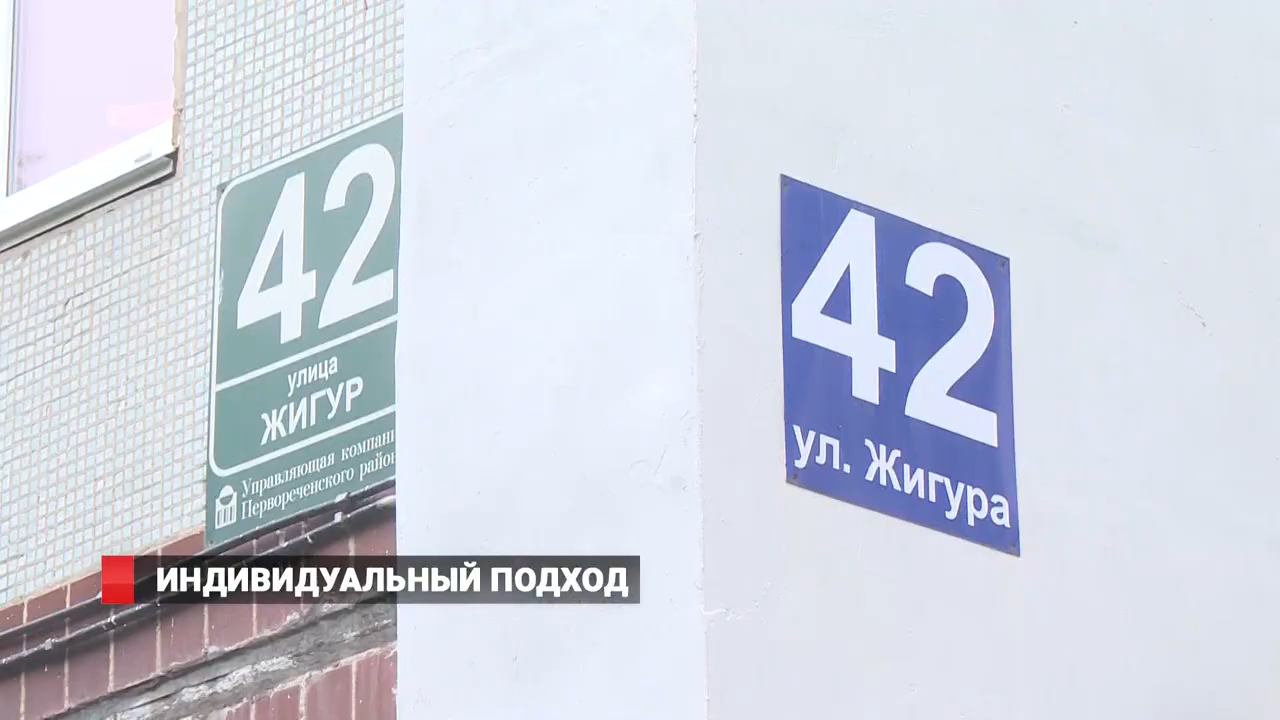 42
улица
ЖИГУР
Управляющая компани
Первореченского район
42
ул. Жигура
ИНДИВИДУАЛЬНЫЙ ПОДХОД